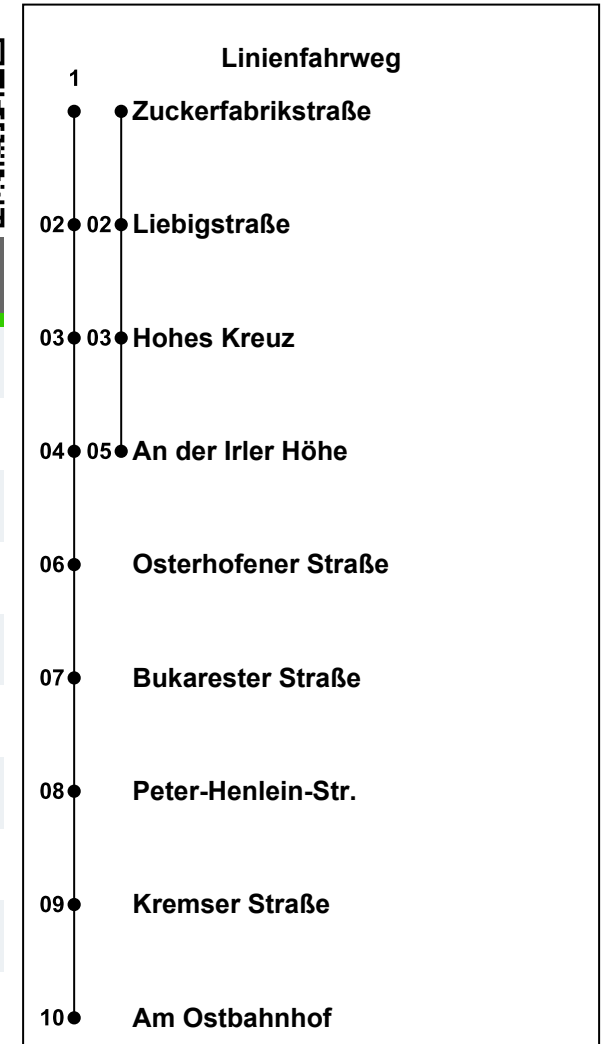 Linienfahrweg
1
Zuckerfabrikstraße
02 02 Liebigstraße
03 03 Hohes Kreuz
04 05 An der Irler Höhe
06 Osterhofener Straße
07 Bukarester Straße
08 Peter-Henlein-Str.
09 Kremser Straße
10 Am Ostbahnhof